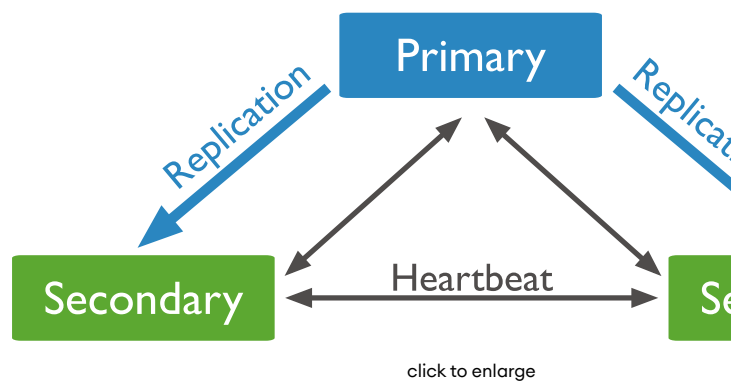 Primary
Replication
Secondary
Heartbeat
click to enlarge